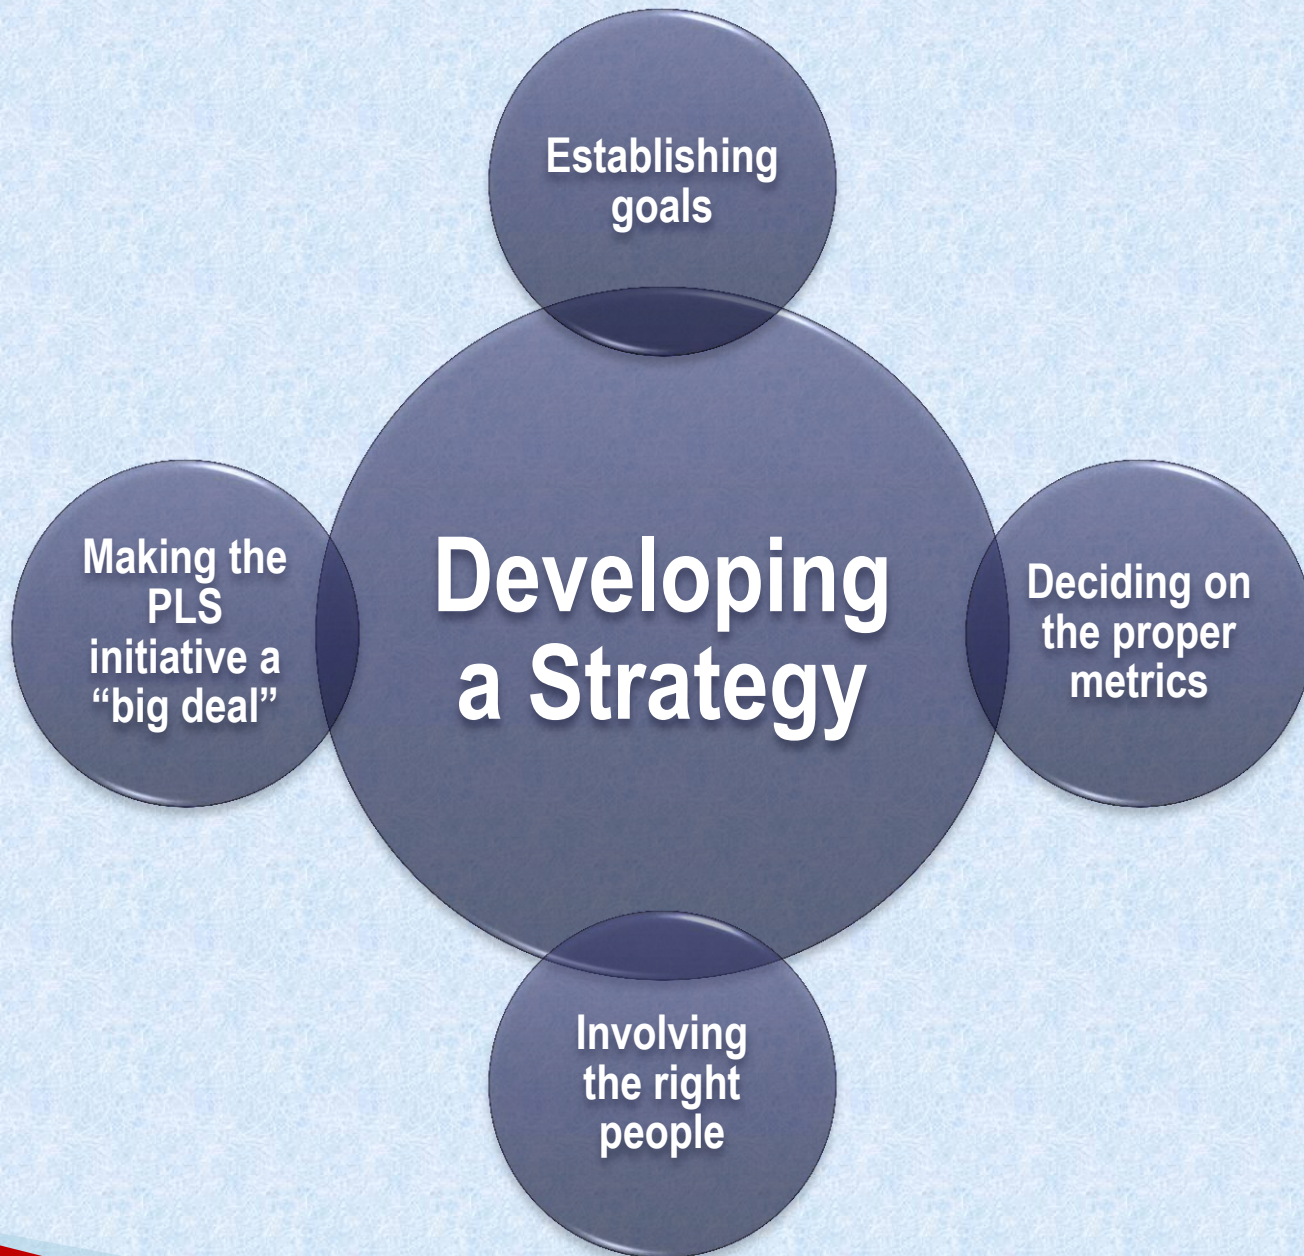 Establishing
goals
Developing
a Strategy
Deciding on
the proper
metrics
Involving
the right
people
Making the
PLS
initiative a
“big deal”